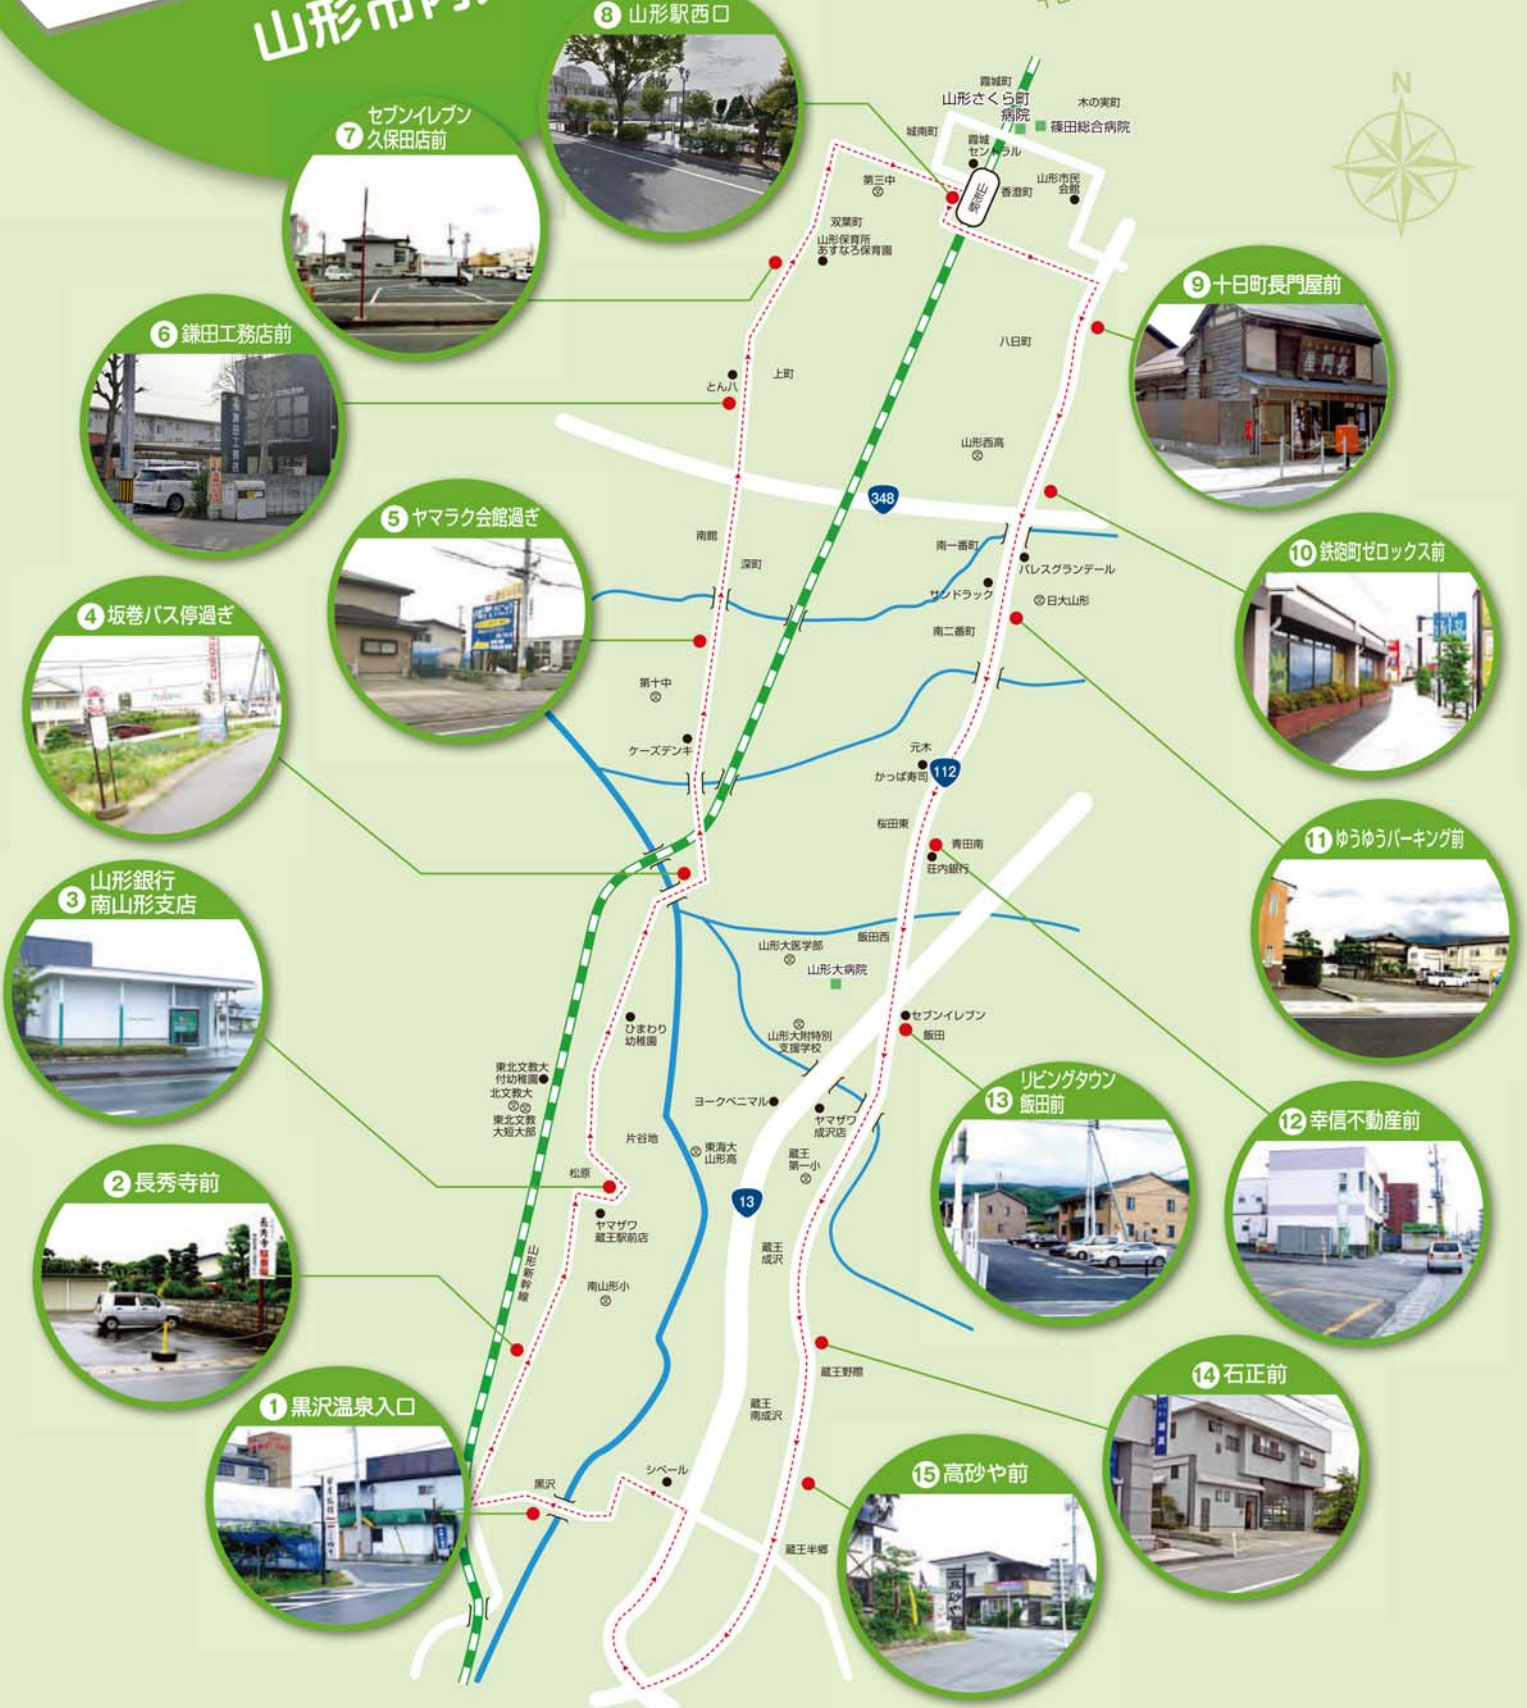 山形市内
⑧ 山形駅西口
⑦ セブンイレブン
久保田店前
⑥ 鎌田工務店前
⑤ ヤマラク会館過ぎ
④ 坂巻バス停過ぎ
③ 山形銀行
南山形支店
② 長秀寺前
① 黒沢温泉入口
⑨ 十日町長門屋前
⑩ 鉄砲町ゼロックス前
⑪ ゆうゆうパーキング前
⑫ 幸信不動産前
⑬ リビングタウン
飯田前
⑭ 石正前
⑮ 高砂や前
N
霞城町
山形さくら町
病院
木の実町
篠田総合病院
城南町
霞城
セントラル
山形駅
香澄町
山形市民
会館
第三中
双葉町
山形保育所
あすなろ保育園
八日町
とん八
上町
山形西高
348
南館
深町
南一番町
パレスグランデール
サンドラック
日大山形
南二番町
第十中
ケーズデンキ
元木
かっぱ寿司
112
桜田東
青田南
荘内銀行
飯田西
山形大医学部
山形大病院
セブンイレブン
飯田
山形大附特別
支援学校
ひまわり
幼稚園
東北文教大
付幼稚園
北文教大
東北文教
大短大部
ヨークベニマル
ヤマザワ
成沢店
片谷地
東海大
山形高
蔵王
第一小
松原
13
ヤマザワ
蔵王駅前店
蔵王
成沢
山形新幹線
南山形小
蔵王野際
蔵王
南成沢
シベール
黒沢
蔵王半郷
長門屋
鎌田工務店
高砂や